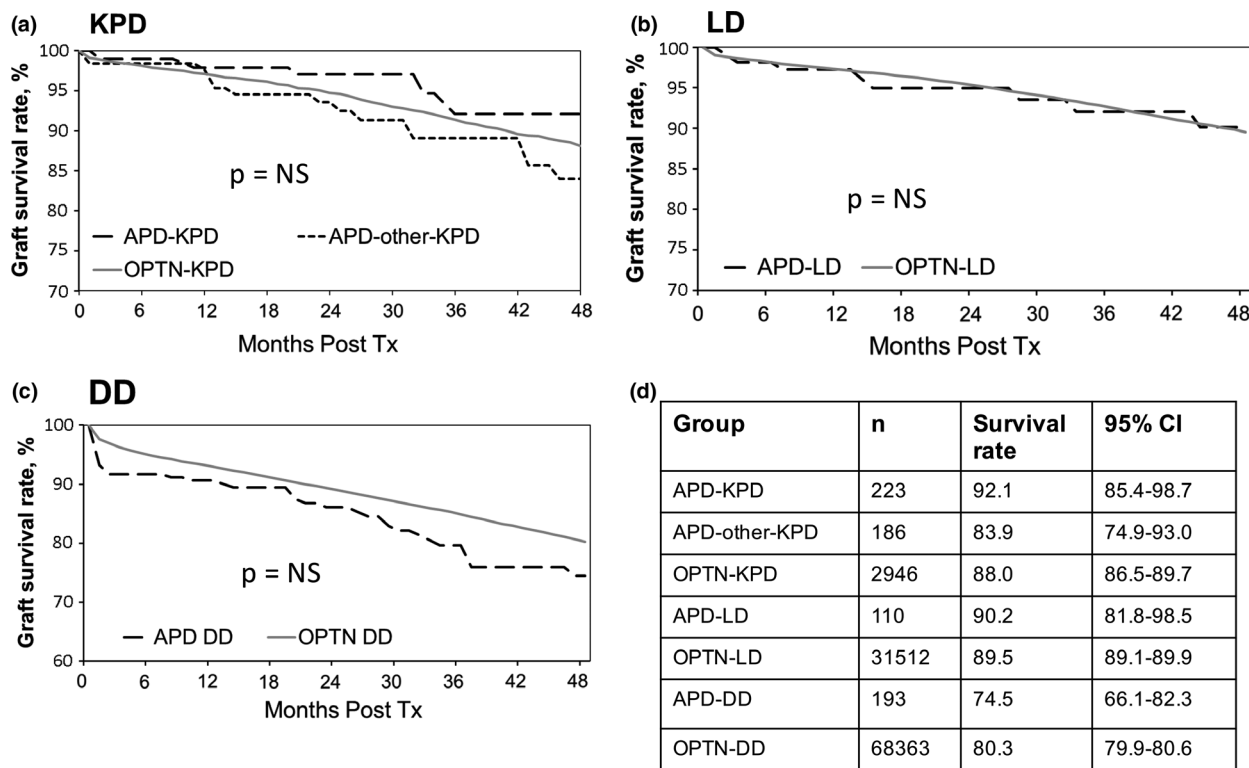 (a) KPD
Graft survival rate, %
100
95
90
85
80
75
70
p = NS
APD-KPD
APD-other-KPD
OPTN-KPD
0 6 12 18 24 30 36 42 48
Months Post Tx
(b) LD
Graft survival rate, %
100
95
90
85
80
75
70
p = NS
APD-LD OPTN-LD
0 6 12 18 24 30 36 42 48
Months Post Tx
(c) DD
Graft survival rate, %
100
90
80
70
60
p = NS
APD DD OPTN DD
0 6 12 18 24 30 36 42 48
Months Post Tx
(d)
Group n Survival rate 95% CI
APD-KPD 223 92.1 85.4-98.7
APD-other-KPD 186 83.9 74.9-93.0
OPTN-KPD 2946 88.0 86.5-89.7
APD-LD 110 90.2 81.8-98.5
OPTN-LD 31512 89.5 89.1-89.9
APD-DD 193 74.5 66.1-82.3
OPTN-DD 68363 80.3 79.9-80.6